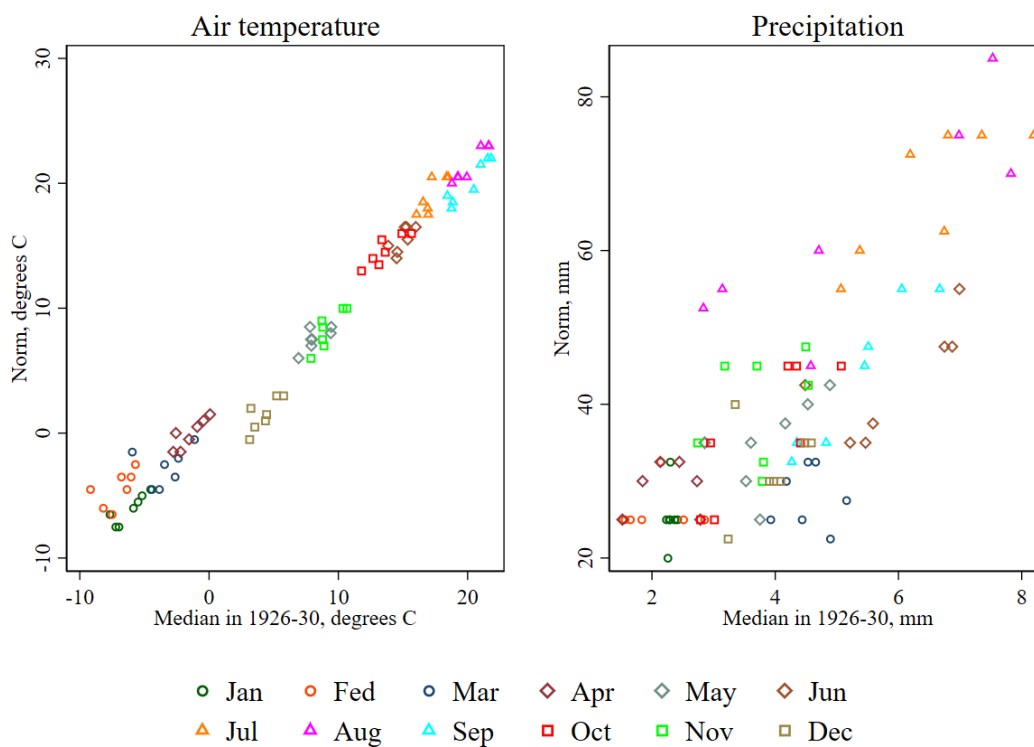 Air temperature
Precipitation
Norm, degrees C
30
20
10
0
-10
-10 0 10 20
Median in 1926-30, degrees C
Norm, mm
80
60
40
20
2 4 6 8
Median in 1926-30, mm
Jan Fed Mar Apr May Jun
Jul Aug Sep Oct Nov Dec